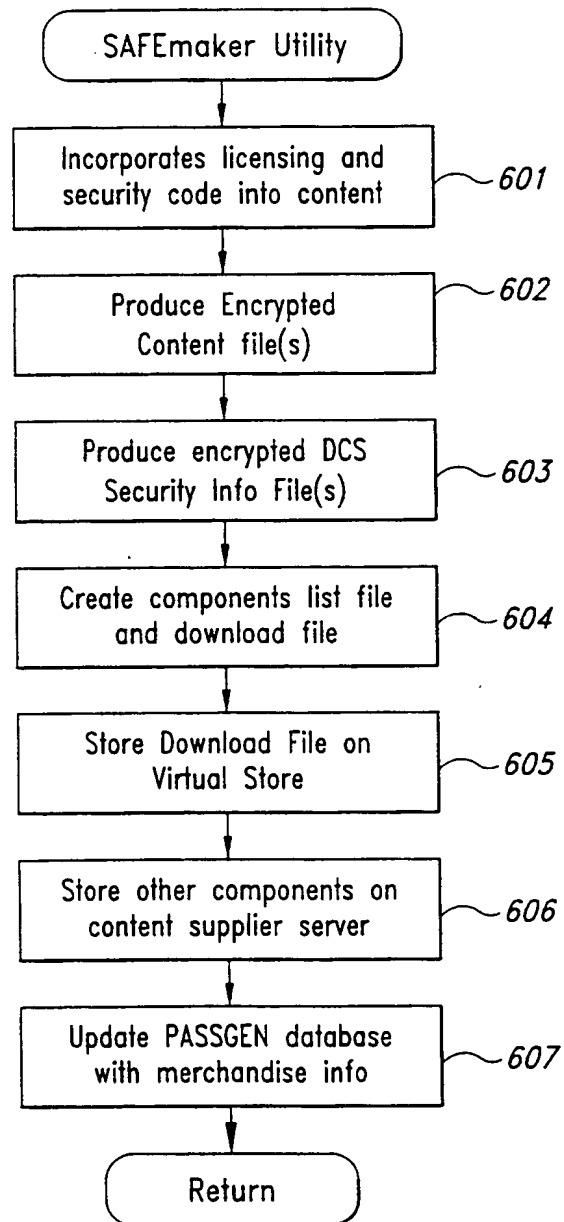 SAFEmaker Utility
Incorporates licensing and
security code into content
601
Produce Encrypted
Content file(s)
602
Produce encrypted DCS
Security Info File(s)
603
Create components list file
and download file
604
Store Download File on
Virtual Store
605
Store other components on
content supplier server
606
Update PASSGEN database
with merchandise info
607
Return